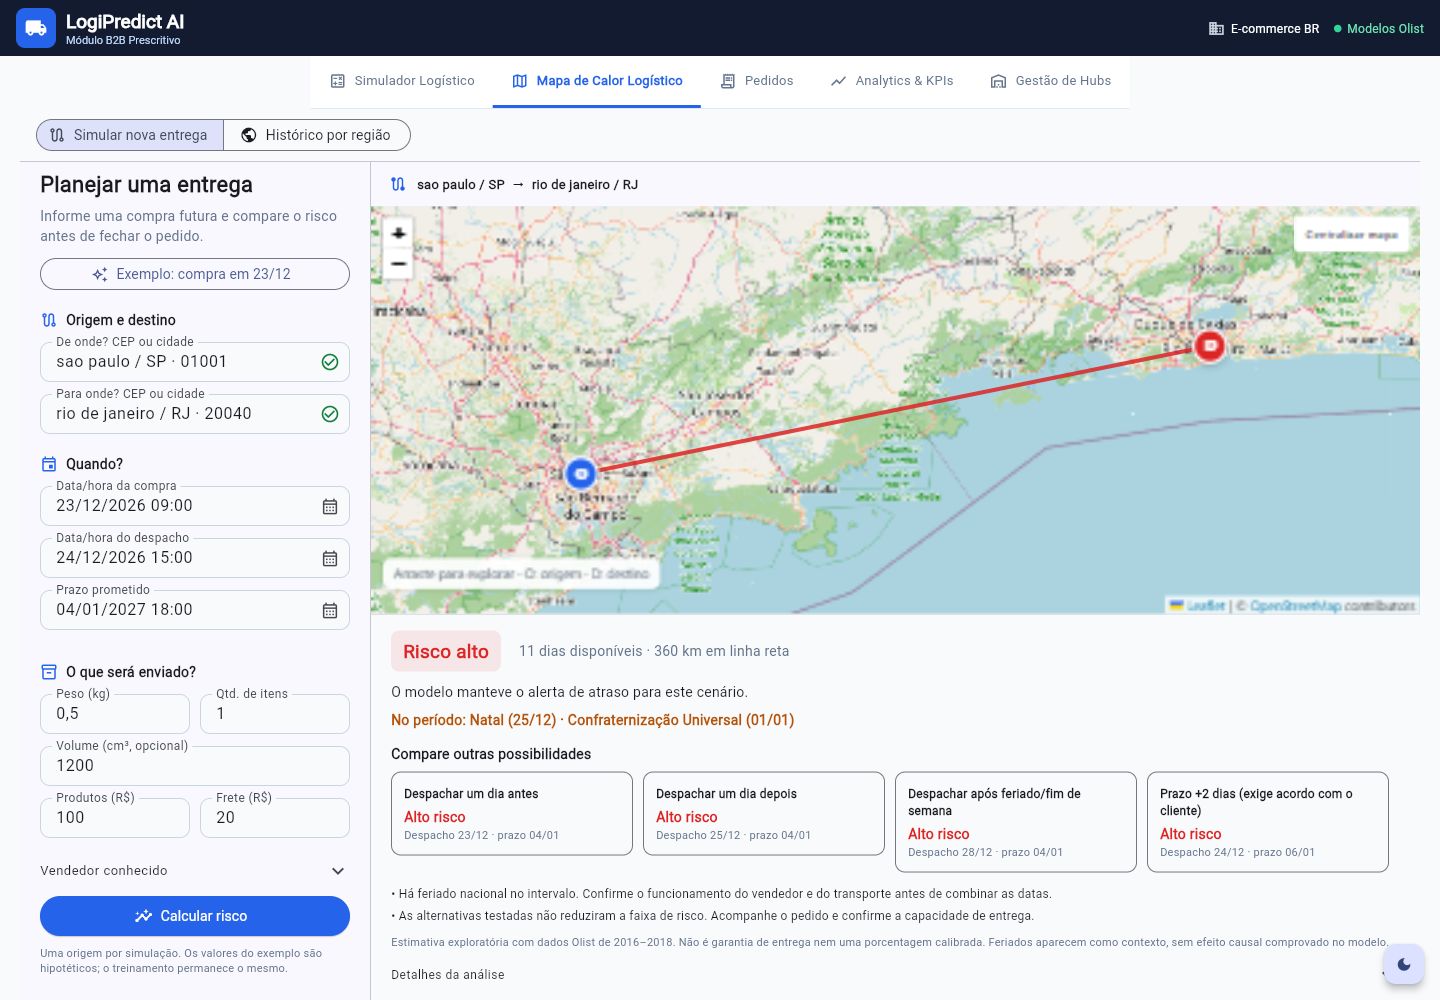 LogiPredict AI
Módulo B2B Prescritivo
E-commerce BR
Modelos Olist
Simulador Logístico
Mapa de Calor Logístico
Pedidos
Analytics & KPIs
Gestão de Hubs
Simular nova entrega
Histórico por região
Planejar uma entrega
Informe uma compra futura e compare o risco
antes de fechar o pedido.
Exemplo: compra em 23/12
Origem e destino
De onde? CEP ou cidade
sao paulo / SP · 01001
Para onde? CEP ou cidade
rio de janeiro / RJ · 20040
Quando?
Data/hora da compra
23/12/2026 09:00
Data/hora do despacho
24/12/2026 15:00
Prazo prometido
04/01/2027 18:00
O que será enviado?
Peso (kg)
0,5
Qtd. de itens
1
Volume (cm³, opcional)
1200
Produtos (R$)
100
Frete (R$)
20
Vendedor conhecido
Calcular risco
Uma origem por simulação. Os valores do exemplo são
hipotéticos; o treinamento permanece o mesmo.
sao paulo / SP → rio de janeiro / RJ
+
−
Centralizar mapa
São Bernardo
do Campo
Arraste para explorar - O: origem - D: destino
Leaflet | © OpenStreetMap contributors
Risco alto
11 dias disponíveis · 360 km em linha reta
O modelo manteve o alerta de atraso para este cenário.
No período: Natal (25/12) · Confraternização Universal (01/01)
Compare outras possibilidades
Despachar um dia antes
Alto risco
Despacho 23/12 · prazo 04/01
Despachar um dia depois
Alto risco
Despacho 25/12 · prazo 04/01
Despachar após feriado/fim de
semana
Alto risco
Despacho 28/12 · prazo 04/01
Prazo +2 dias (exige acordo com o
cliente)
Alto risco
Despacho 24/12 · prazo 06/01
• Há feriado nacional no intervalo. Confirme o funcionamento do vendedor e do transporte antes de combinar as datas.
• As alternativas testadas não reduziram a faixa de risco. Acompanhe o pedido e confirme a capacidade de entrega.
Estimativa exploratória com dados Olist de 2016–2018. Não é garantia de entrega nem uma porcentagem calibrada. Feriados aparecem como contexto, sem efeito causal comprovado no modelo.
Detalhes da análise